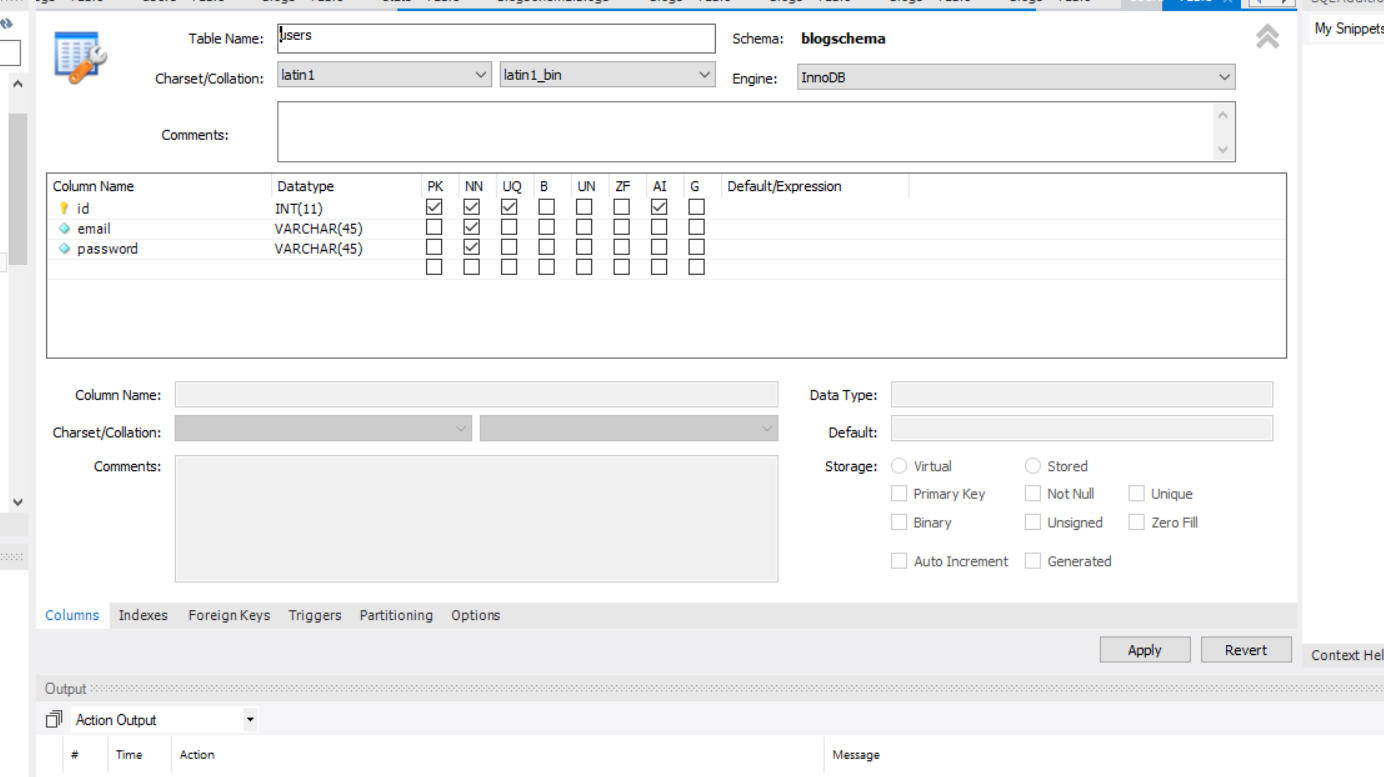 My Snippets
Table Name: users Schema: blogschema
Charset/Collation: latin1 latin1_bin Engine: InnoDB
Comments:
Column Name Datatype PK NN UQ B UN ZF AI G Default/Expression
id INT(11)
email VARCHAR(45)
password VARCHAR(45)
Column Name: Data Type:
Charset/Collation: Default:
Comments: Storage: Virtual Stored
Primary Key Not Null Unique
Binary Unsigned Zero Fill
Auto Increment Generated
Columns Indexes Foreign Keys Triggers Partitioning Options
Apply Revert
Context Hel
Output
Action Output
# Time Action Message